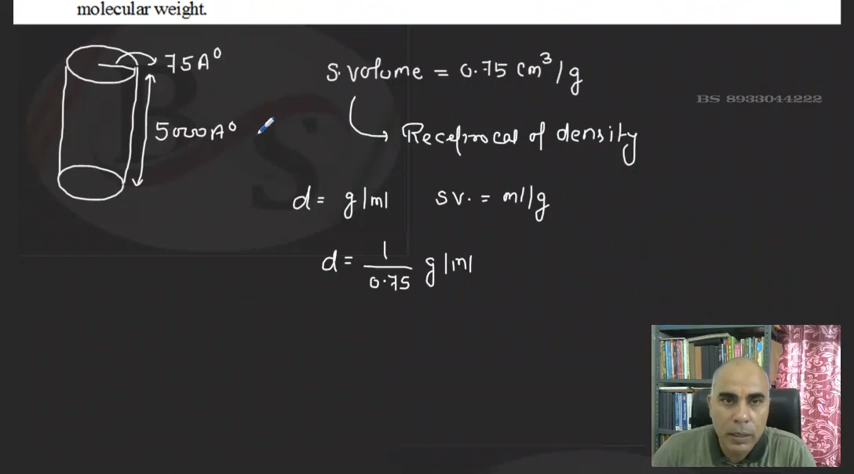 molecular weight.
75A°
S. volume = 0.75 cm³/g
BS 8933044222
5000A°
Reciprocal of density
d = g/ml   s v. = ml/g
d = 1/0.75 g/ml